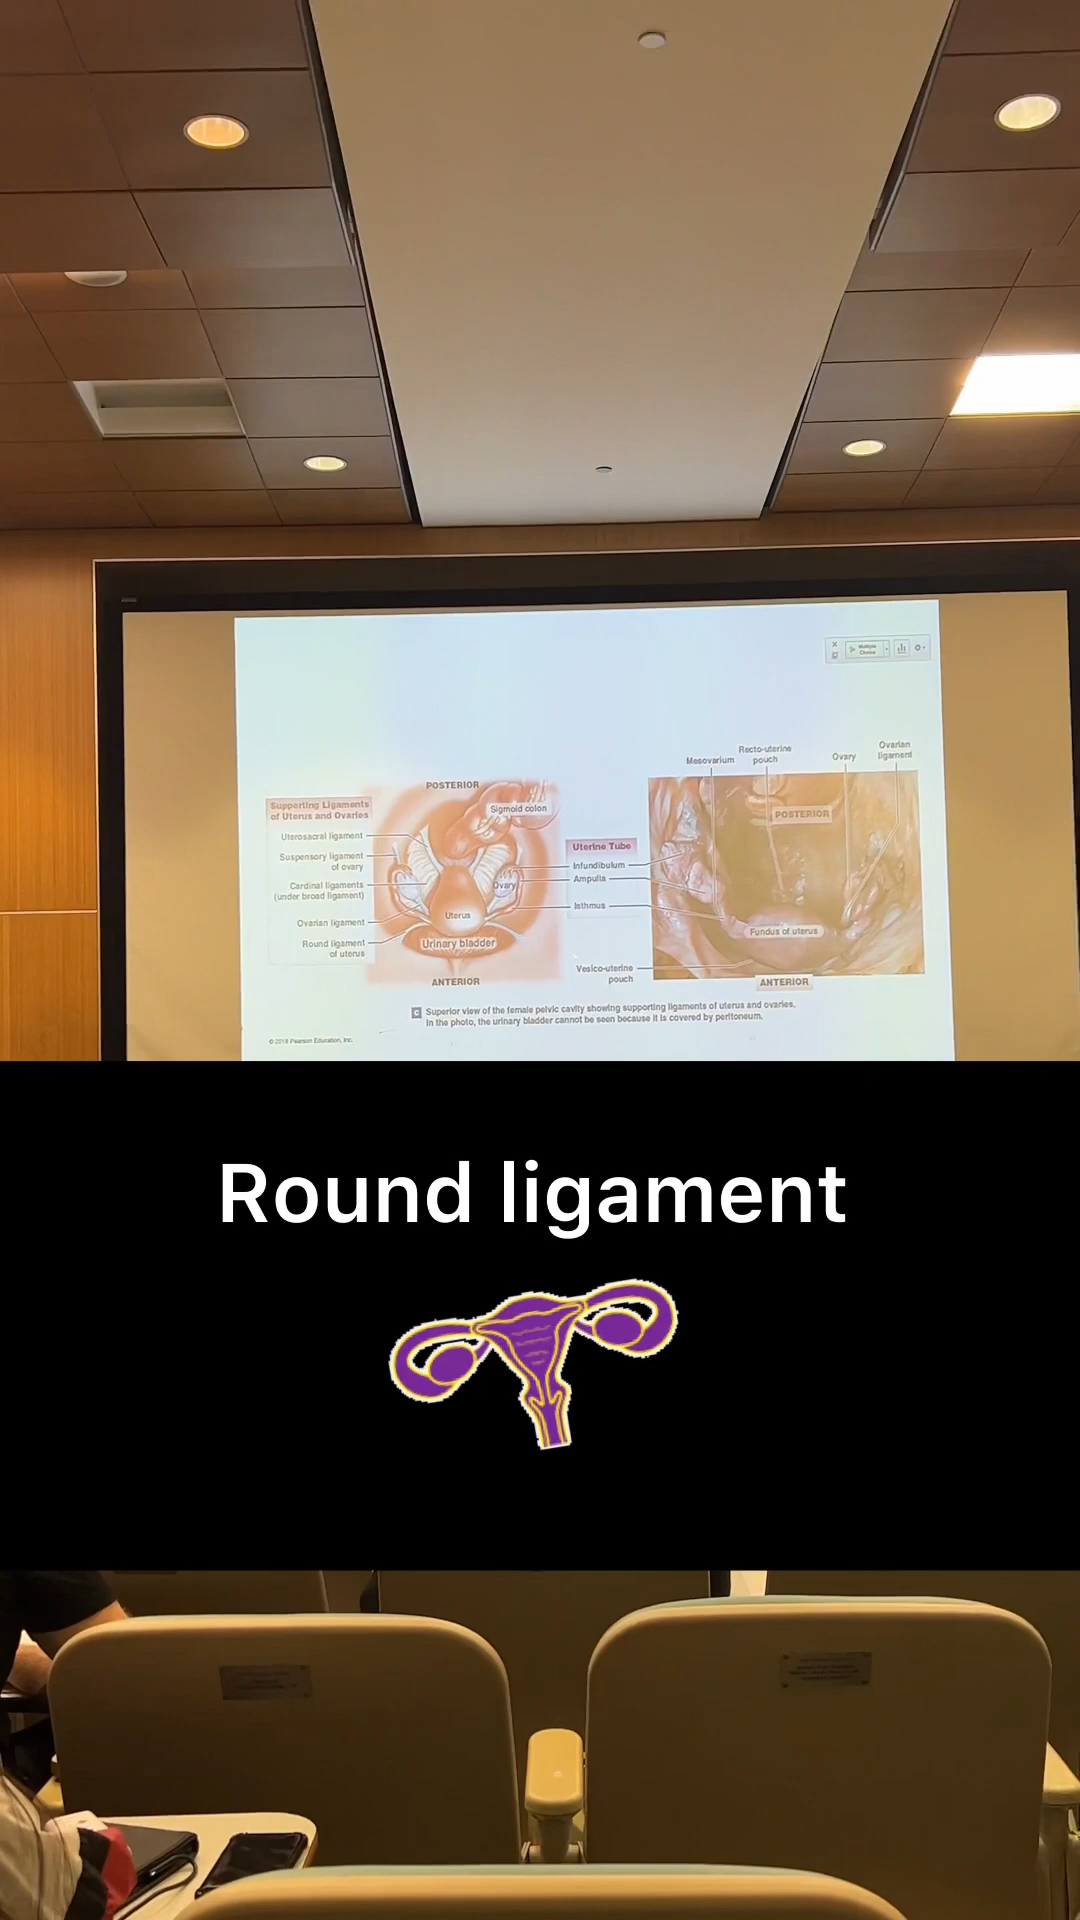 Multiple
Choice
POSTERIOR
Supporting Ligaments
of Uterus and Ovaries
Sigmoid colon
Uterosacral ligament
Suspensory ligament
of ovary
Cardinal ligaments
(under broad ligament)
Ovary
Ovarian ligament
Uterus
Round ligament
of uterus
Urinary bladder
ANTERIOR
Uterine Tube
Infundibulum
Ampulla
Isthmus
Vesico-uterine
pouch
Mesovarium
Recto-uterine
pouch
Ovary
Ovarian
ligament
POSTERIOR
Fundus of uterus
ANTERIOR
c Superior view of the female pelvic cavity showing supporting ligaments of uterus and ovaries.
In the photo, the urinary bladder cannot be seen because it is covered by peritoneum.
© 2018 Pearson Education, Inc.
Round ligament